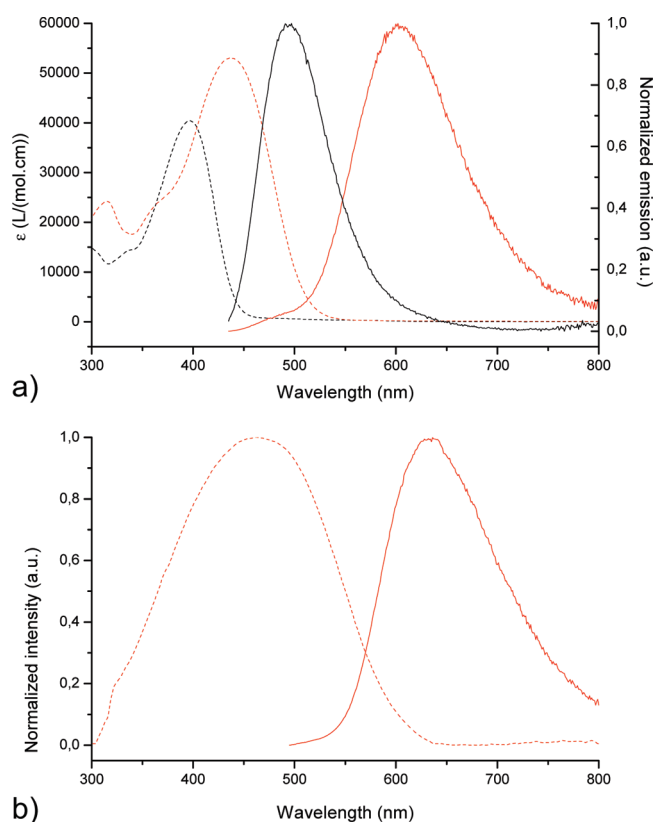 60000
50000
40000
30000
20000
10000
0
ε (L/(mol.cm))
1,0
0,8
0,6
0,4
0,2
0,0
Normalized emission (a.u.)
300 400 500 600 700 800
Wavelength (nm)
a)
1,0
0,8
0,6
0,4
0,2
0,0
Normalized intensity (a.u.)
300 400 500 600 700 800
Wavelength (nm)
b)